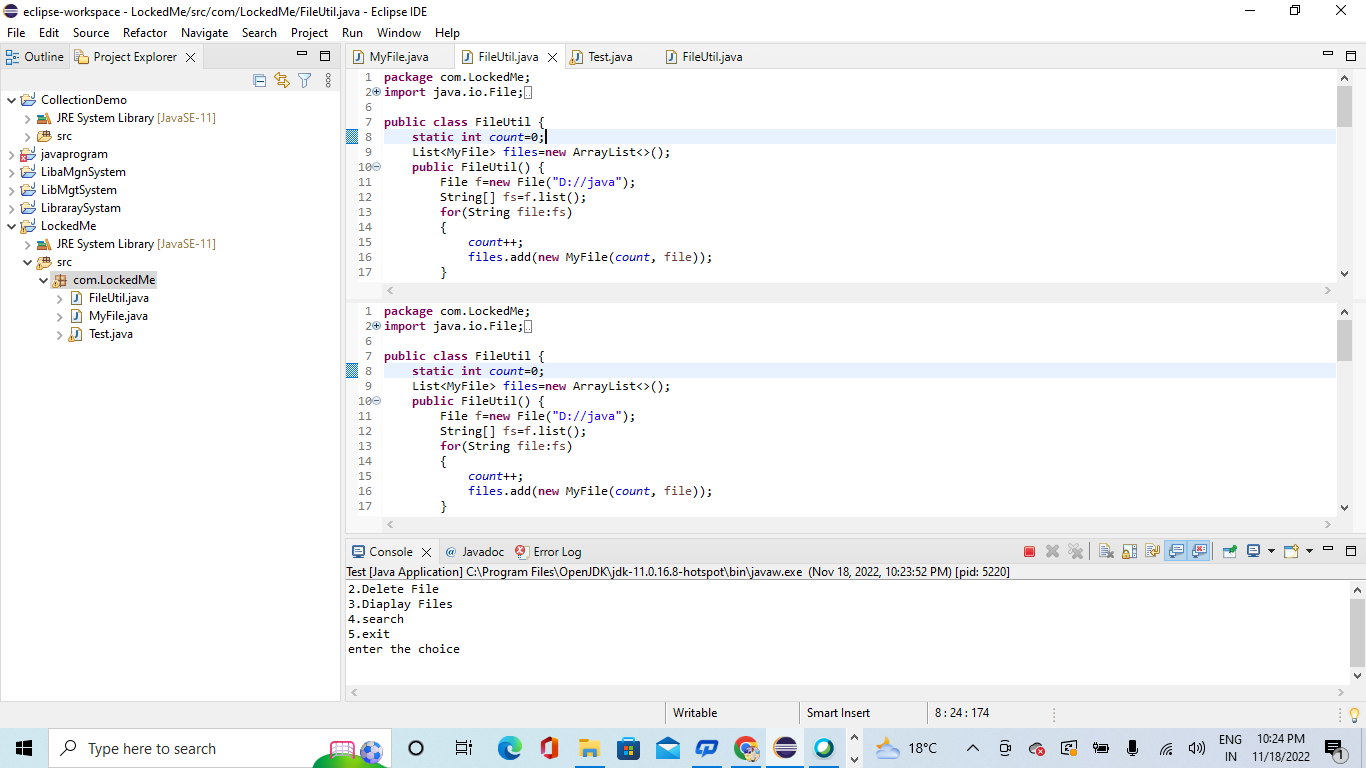 eclipse-workspace - LockedMe/src/com/LockedMe/FileUtil.java - Eclipse IDE
File Edit Source Refactor Navigate Search Project Run Window Help
Outline Project Explorer
CollectionDemo
JRE System Library [JavaSE-11]
src
javaprogram
LibaMgnSystem
LibMgtSystem
LibraraySystam
LockedMe
JRE System Library [JavaSE-11]
src
com.LockedMe
FileUtil.java
MyFile.java
Test.java
MyFile.java FileUtil.java Test.java FileUtil.java
1 package com.LockedMe;
2 import java.io.File;
6
7 public class FileUtil {
8 static int count=0;
9 List<MyFile> files=new ArrayList<>();
10 public FileUtil() {
11 File f=new File("D://java");
12 String[] fs=f.list();
13 for(String file:fs)
14 {
15 count++;
16 files.add(new MyFile(count, file));
17 }
1 package com.LockedMe;
2 import java.io.File;
6
7 public class FileUtil {
8 static int count=0;
9 List<MyFile> files=new ArrayList<>();
10 public FileUtil() {
11 File f=new File("D://java");
12 String[] fs=f.list();
13 for(String file:fs)
14 {
15 count++;
16 files.add(new MyFile(count, file));
17 }
Console @ Javadoc Error Log
Test [Java Application] C:\Program Files\OpenJDK\jdk-11.0.16.8-hotspot\bin\javaw.exe (Nov 18, 2022, 10:23:52 PM) [pid: 5220]
2.Delete File
3.Diaplay Files
4.search
5.exit
enter the choice
Writable Smart Insert 8 : 24 : 174
Type here to search
18°C
ENG
IN
10:24 PM
11/18/2022
1